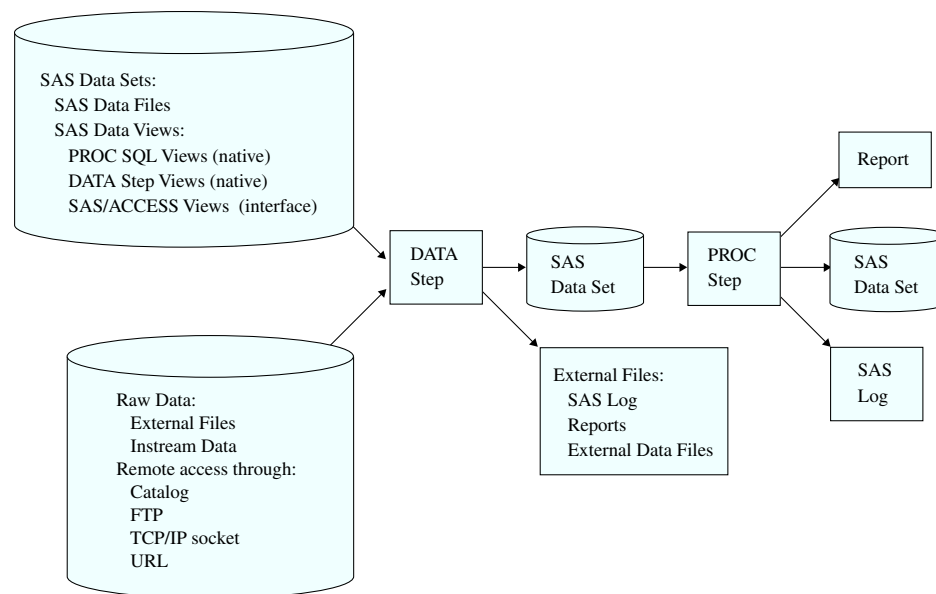 SAS Data Sets:
SAS Data Files
SAS Data Views:
PROC SQL Views (native)
DATA Step Views (native)
SAS/ACCESS Views (interface)
Raw Data:
External Files
Instream Data
Remote access through:
Catalog
FTP
TCP/IP socket
URL
DATA
Step
SAS
Data Set
External Files:
SAS Log
Reports
External Data Files
PROC
Step
Report
SAS
Data Set
SAS
Log